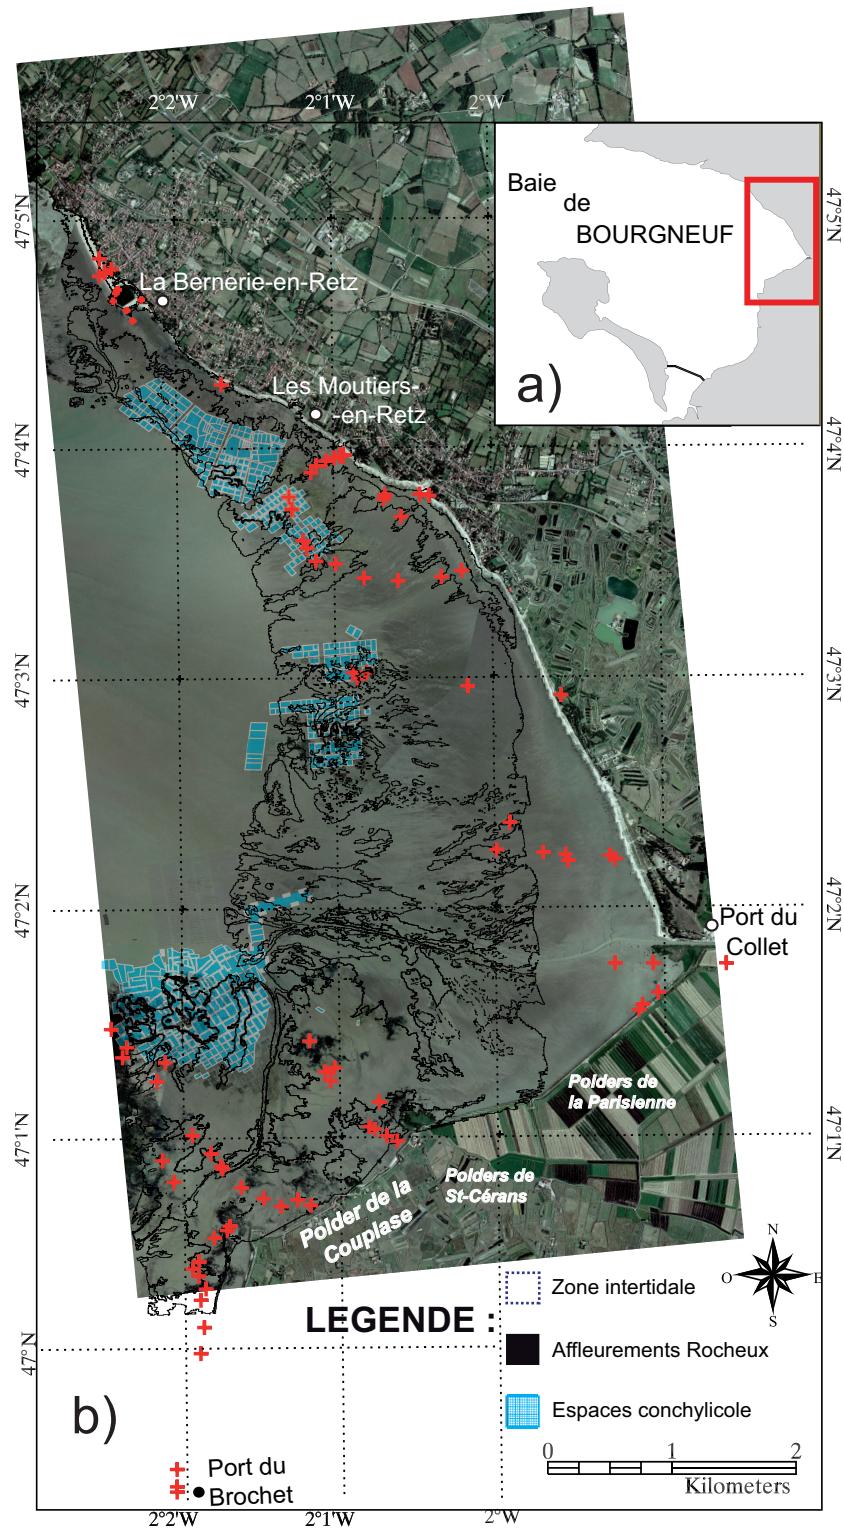 2°2'W
2°1'W
2°W
47°5'N
47°5'N
Baie
de
BOURGNEUF
a)
La Bernerie-en-Retz
Les Moutiers-
-en-Retz
47°4'N
47°4'N
47°3'N
47°3'N
47°2'N
47°2'N
Port du
Collet
Polders de
la Parisienne
47°1'N
47°1'N
Polders de
St-Cérans
Polder de la
Couplase
N
O
E
S
LEGENDE :
Zone intertidale
Affleurements Rocheux
Espaces conchylicole
47°N
b)
0
1
2
Kilometers
Port du
Brochet
2°2'W
2°1'W
2°W